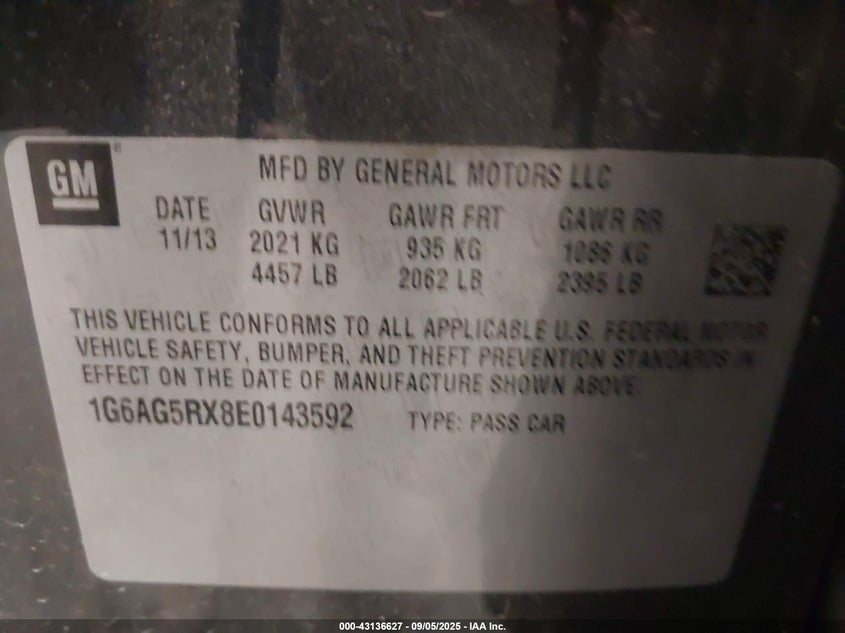 GM
MFD BY GENERAL MOTORS LLC
DATE GVWR GAWR FRT GAWR RR
11/13 2021 KG 935 KG 1086 KG
4457 LB 2062 LB 2395 LB
THIS VEHICLE CONFORMS TO ALL APPLICABLE U.S. FEDERAL MOTOR
VEHICLE SAFETY, BUMPER, AND THEFT PREVENTION STANDARDS IN
EFFECT ON THE DATE OF MANUFACTURE SHOWN ABOVE.
1G6AG5RX8E0143592 TYPE: PASS CAR
000-43136627 - 09/05/2025 - IAA Inc.